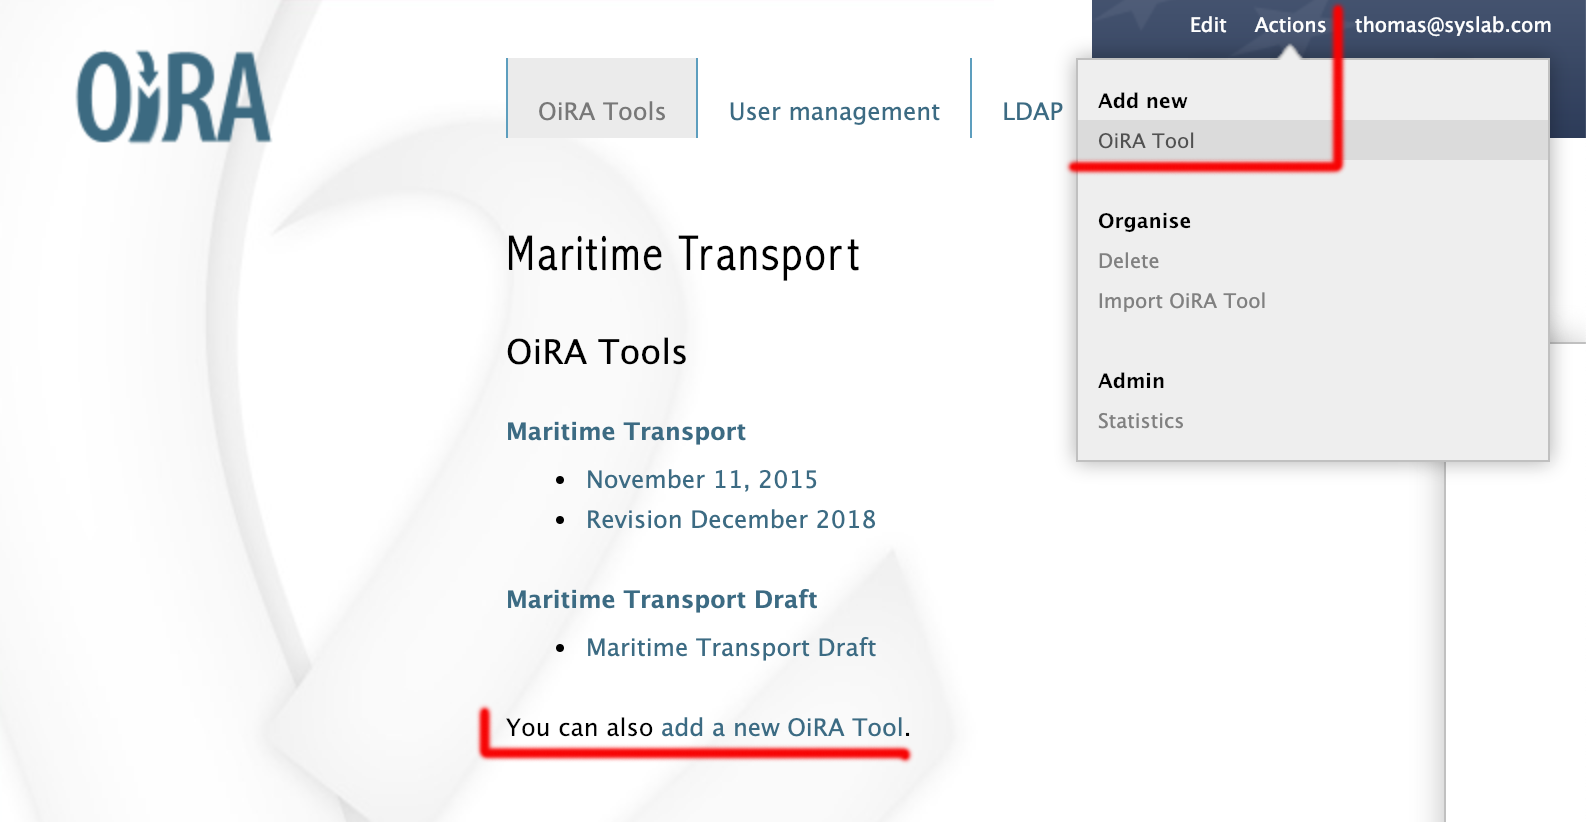 Edit Actions thomas@syslab.com
OiRA
OiRA Tools User management LDAP
Add new
OiRA Tool
Organise
Delete
Import OiRA Tool
Admin
Statistics
Maritime Transport
OiRA Tools
Maritime Transport
• November 11, 2015
• Revision December 2018
Maritime Transport Draft
• Maritime Transport Draft
You can also add a new OiRA Tool.